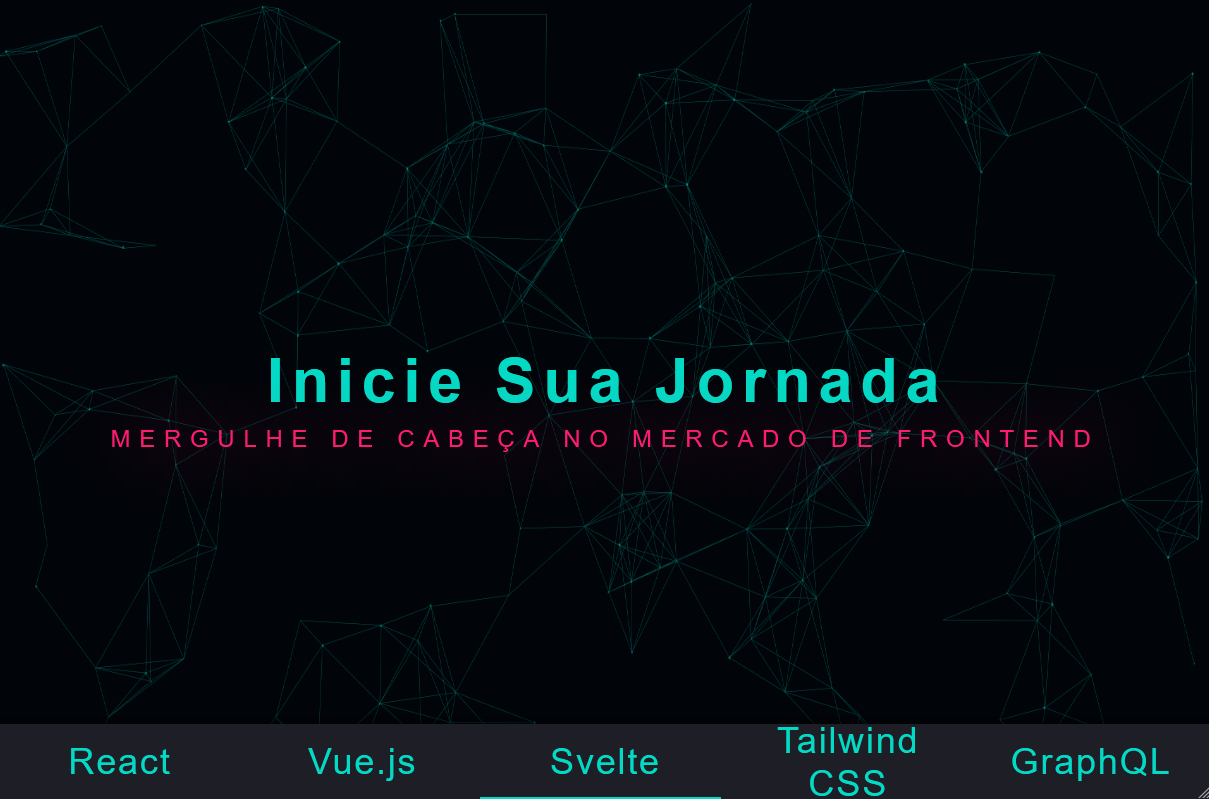 Inicie Sua Jornada
MERGULHE DE CABEÇA NO MERCADO DE FRONTEND
React
Vue.js
Svelte
Tailwind
CSS
GraphQL